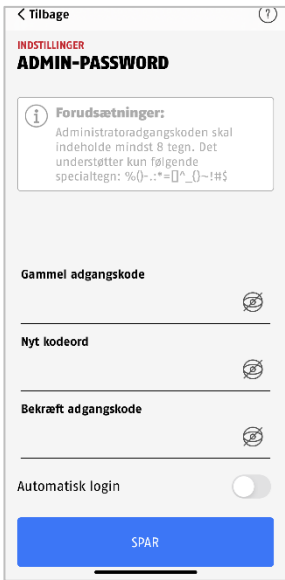 Tilbage
INDSTILLINGER
ADMIN-PASSWORD
Forudsætninger:
Administratoradgangskoden skal
indeholde mindst 8 tegn. Det
understøtter kun følgende
specialtegn: %()-.:*=[]^_{}~!#$
Gammel adgangskode
Nyt kodeord
Bekræft adgangskode
Automatisk login
SPAR